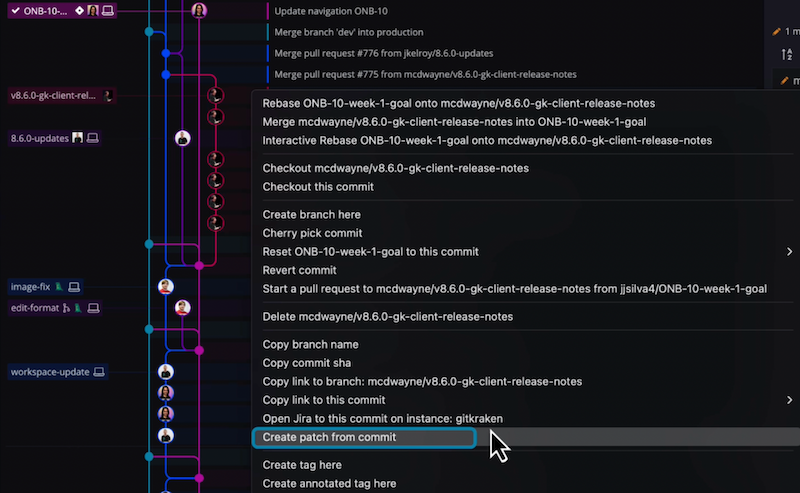 ONB-10-...
Update navigation ONB-10
1 m
Merge branch 'dev' into production
Merge pull request #776 from jkelroy/8.6.0-updates
Merge pull request #775 from mcdwayne/v8.6.0-gk-client-release-notes
m
v8.6.0-gk-client-rel...
Rebase ONB-10-week-1-goal onto mcdwayne/v8.6.0-gk-client-release-notes
Merge mcdwayne/v8.6.0-gk-client-release-notes into ONB-10-week-1-goal
8.6.0-updates
Interactive Rebase ONB-10-week-1-goal onto mcdwayne/v8.6.0-gk-client-release-notes
Checkout mcdwayne/v8.6.0-gk-client-release-notes
Checkout this commit
Create branch here
Cherry pick commit
Reset ONB-10-week-1-goal to this commit
Revert commit
image-fix
Start a pull request to mcdwayne/v8.6.0-gk-client-release-notes from jjsilva4/ONB-10-week-1-goal
edit-format
Delete mcdwayne/v8.6.0-gk-client-release-notes
Copy branch name
Copy commit sha
workspace-update
Copy link to branch: mcdwayne/v8.6.0-gk-client-release-notes
Copy link to this commit
Open Jira to this commit on instance: gitkraken
Create patch from commit
Create tag here
Create annotated tag here